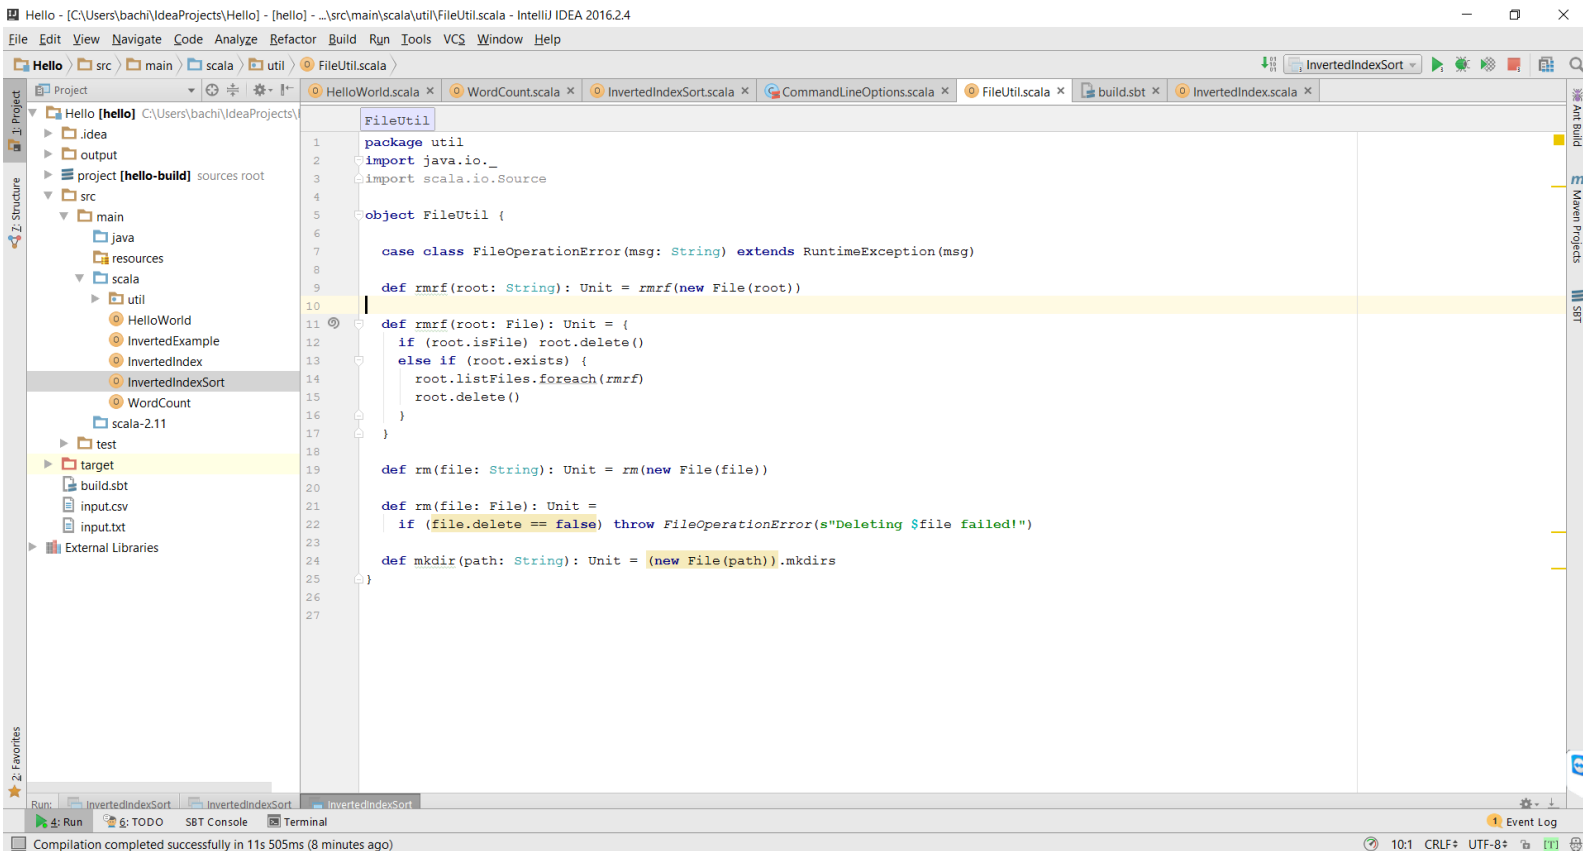 Hello - [C:\Users\bachi\IdeaProjects\Hello] - [hello] - ...\src\main\scala\util\FileUtil.scala - IntelliJ IDEA 2016.2.4
File Edit View Navigate Code Analyze Refactor Build Run Tools VCS Window Help
Hello src main scala util FileUtil.scala InvertedIndexSort
Project
HelloWorld.scala WordCount.scala InvertedIndexSort.scala CommandLineOptions.scala FileUtil.scala build.sbt InvertedIndex.scala
1: Project
Z: Structure
2: Favorites
Hello [hello] C:\Users\bachi\IdeaProjects\
.idea
output
project [hello-build] sources root
src
main
java
resources
scala
util
HelloWorld
InvertedExample
InvertedIndex
InvertedIndexSort
WordCount
scala-2.11
test
target
build.sbt
input.csv
input.txt
External Libraries
FileUtil
1 package util
2 import java.io._
3 import scala.io.Source
4
5 object FileUtil {
6
7 case class FileOperationError(msg: String) extends RuntimeException(msg)
8
9 def rmrf(root: String): Unit = rmrf(new File(root))
10
11 def rmrf(root: File): Unit = {
12 if (root.isFile) root.delete()
13 else if (root.exists) {
14 root.listFiles.foreach(rmrf)
15 root.delete()
16 }
17 }
18
19 def rm(file: String): Unit = rm(new File(file))
20
21 def rm(file: File): Unit =
22 if (file.delete == false) throw FileOperationError(s"Deleting $file failed!")
23
24 def mkdir(path: String): Unit = (new File(path)).mkdirs
25 }
26
27
Ant Build
m Maven Projects
SBT
Run: InvertedIndexSort InvertedIndexSort InvertedIndexSort
4: Run 6: TODO SBT Console Terminal 1 Event Log
Compilation completed successfully in 11s 505ms (8 minutes ago) 10:1 CRLF UTF-8 [T]